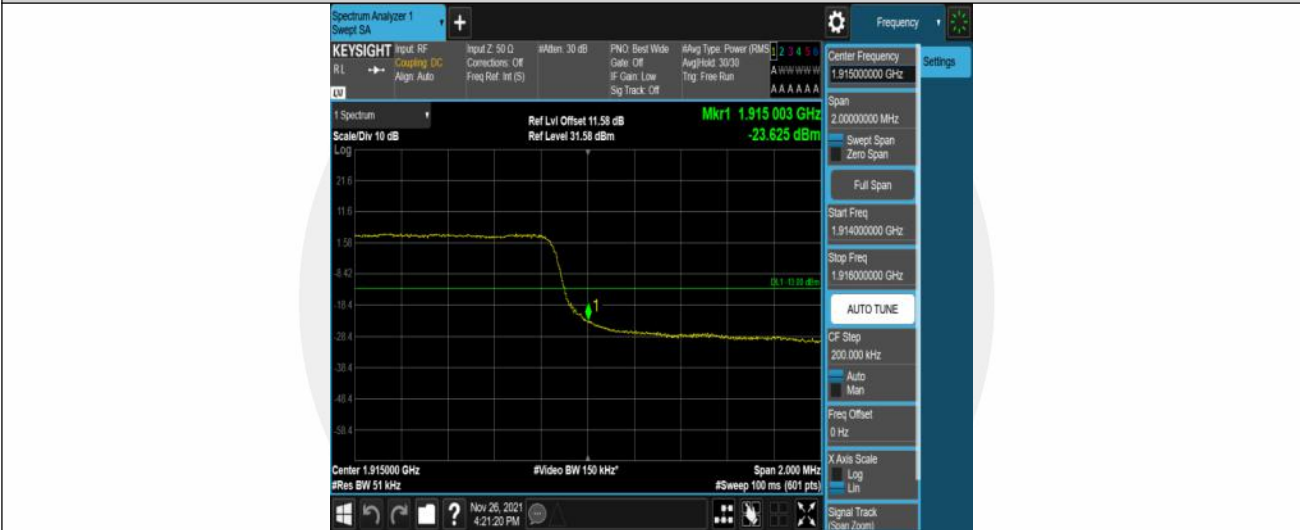 Spectrum Analyzer 1
Swept SA
+
Frequency
KEYSIGHT
RL
Input: RF
Coupling: DC
Align: Auto
Input Z: 50 Ω
Corrections: Off
Freq Ref: Int (S)
#Atten: 30 dB
PNO: Best Wide
Gate: Off
IF Gain: Low
Sig Track: Off
#Avg Type: Power (RMS
Avg|Hold: 30/30
Trig: Free Run
1 2 3 4 5 6
A W W W W W
A A A A A A
1 Spectrum
Scale/Div 10 dB
Log
Ref Lvl Offset 11.58 dB
Ref Level 31.58 dBm
Mkr1 1.915 003 GHz
-23.625 dBm
21.6
11.6
1.58
-8.42
-18.4
-28.4
-38.4
-48.4
-58.4
DL1 -13.00 dBm
1
Center 1.915000 GHz
#Res BW 51 kHz
#Video BW 150 kHz*
Span 2.000 MHz
#Sweep 100 ms (601 pts)
Center Frequency
1.915000000 GHz
Settings
Span
2.00000000 MHz
Swept Span
Zero Span
Full Span
Start Freq
1.914000000 GHz
Stop Freq
1.916000000 GHz
AUTO TUNE
CF Step
200.000 kHz
Auto
Man
Freq Offset
0 Hz
X Axis Scale
Log
Lin
Signal Track
(Span Zoom)
?
Nov 26, 2021
4:21:20 PM